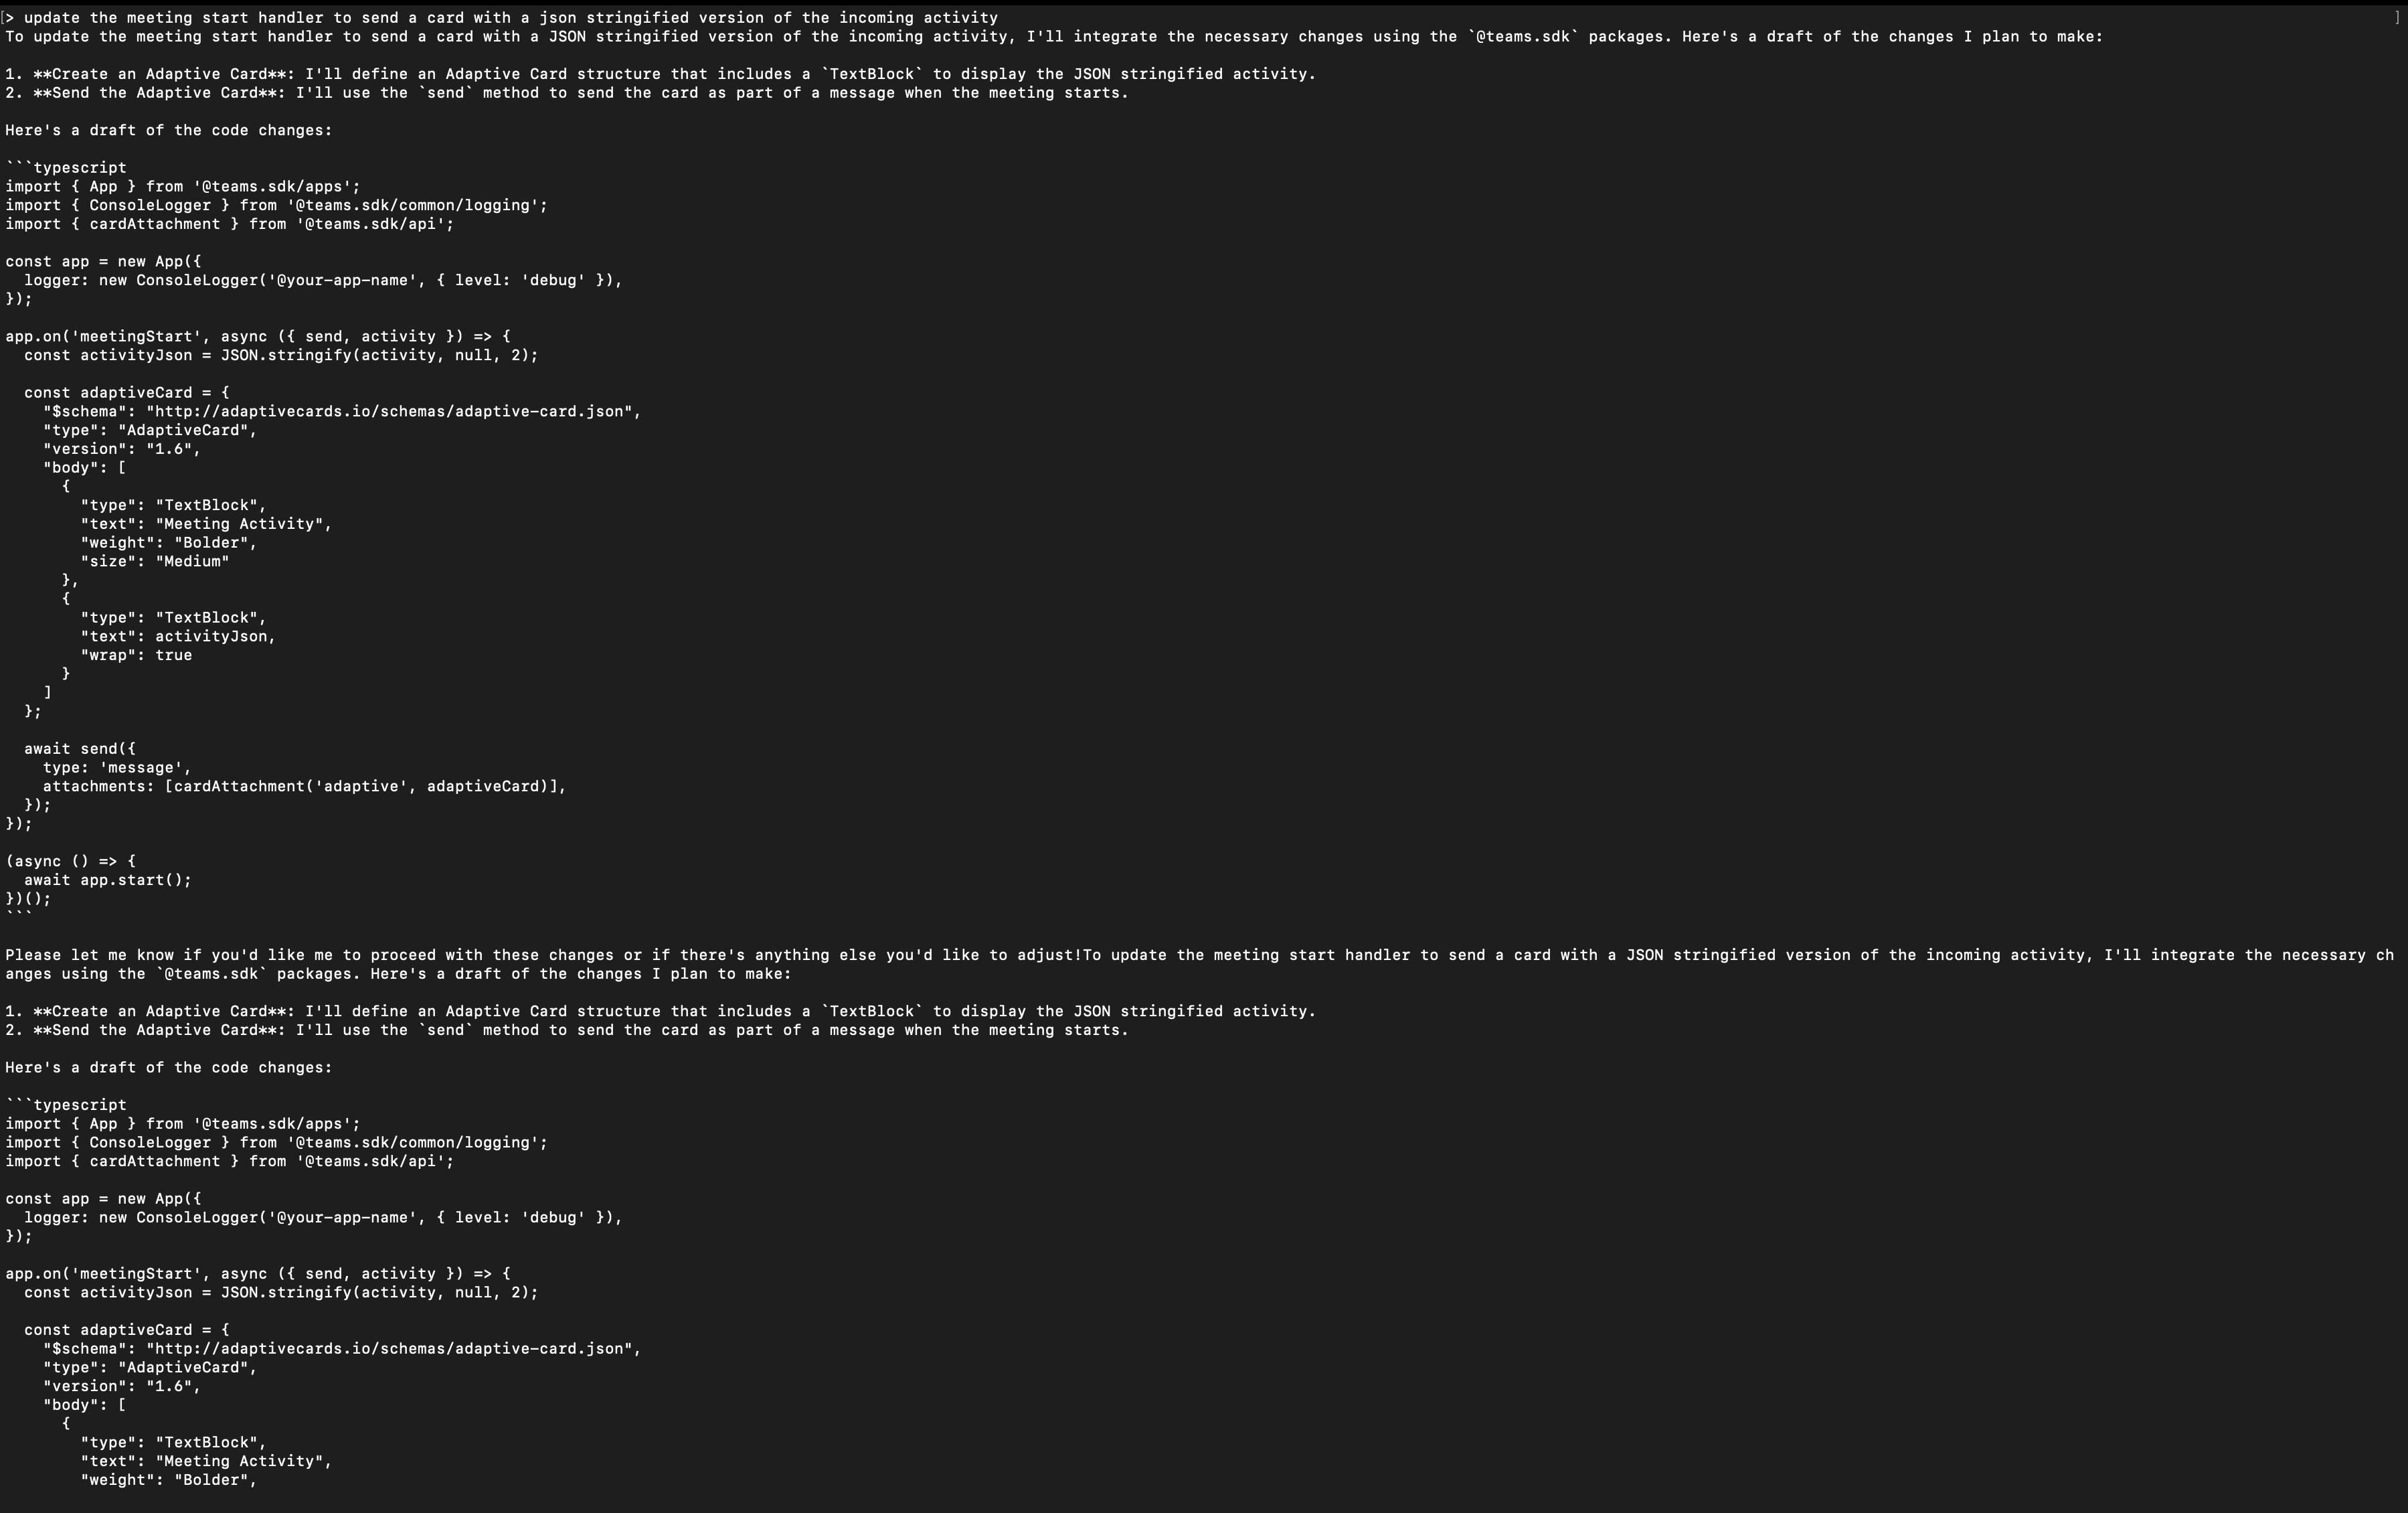 [> update the meeting start handler to send a card with a json stringified version of the incoming activity ]
To update the meeting start handler to send a card with a JSON stringified version of the incoming activity, I'll integrate the necessary changes using the `@teams.sdk` packages. Here's a draft of the changes I plan to make:

1. **Create an Adaptive Card**: I'll define an Adaptive Card structure that includes a `TextBlock` to display the JSON stringified activity.
2. **Send the Adaptive Card**: I'll use the `send` method to send the card as part of a message when the meeting starts.

Here's a draft of the code changes:

```typescript
import { App } from '@teams.sdk/apps';
import { ConsoleLogger } from '@teams.sdk/common/logging';
import { cardAttachment } from '@teams.sdk/api';

const app = new App({
  logger: new ConsoleLogger('@your-app-name', { level: 'debug' }),
});

app.on('meetingStart', async ({ send, activity }) => {
  const activityJson = JSON.stringify(activity, null, 2);

  const adaptiveCard = {
    "$schema": "http://adaptivecards.io/schemas/adaptive-card.json",
    "type": "AdaptiveCard",
    "version": "1.6",
    "body": [
      {
        "type": "TextBlock",
        "text": "Meeting Activity",
        "weight": "Bolder",
        "size": "Medium"
      },
      {
        "type": "TextBlock",
        "text": activityJson,
        "wrap": true
      }
    ]
  };

  await send({
    type: 'message',
    attachments: [cardAttachment('adaptive', adaptiveCard)],
  });
});

(async () => {
  await app.start();
})();
```

Please let me know if you'd like me to proceed with these changes or if there's anything else you'd like to adjust!To update the meeting start handler to send a card with a JSON stringified version of the incoming activity, I'll integrate the necessary ch
anges using the `@teams.sdk` packages. Here's a draft of the changes I plan to make:

1. **Create an Adaptive Card**: I'll define an Adaptive Card structure that includes a `TextBlock` to display the JSON stringified activity.
2. **Send the Adaptive Card**: I'll use the `send` method to send the card as part of a message when the meeting starts.

Here's a draft of the code changes:

```typescript
import { App } from '@teams.sdk/apps';
import { ConsoleLogger } from '@teams.sdk/common/logging';
import { cardAttachment } from '@teams.sdk/api';

const app = new App({
  logger: new ConsoleLogger('@your-app-name', { level: 'debug' }),
});

app.on('meetingStart', async ({ send, activity }) => {
  const activityJson = JSON.stringify(activity, null, 2);

  const adaptiveCard = {
    "$schema": "http://adaptivecards.io/schemas/adaptive-card.json",
    "type": "AdaptiveCard",
    "version": "1.6",
    "body": [
      {
        "type": "TextBlock",
        "text": "Meeting Activity",
        "weight": "Bolder",